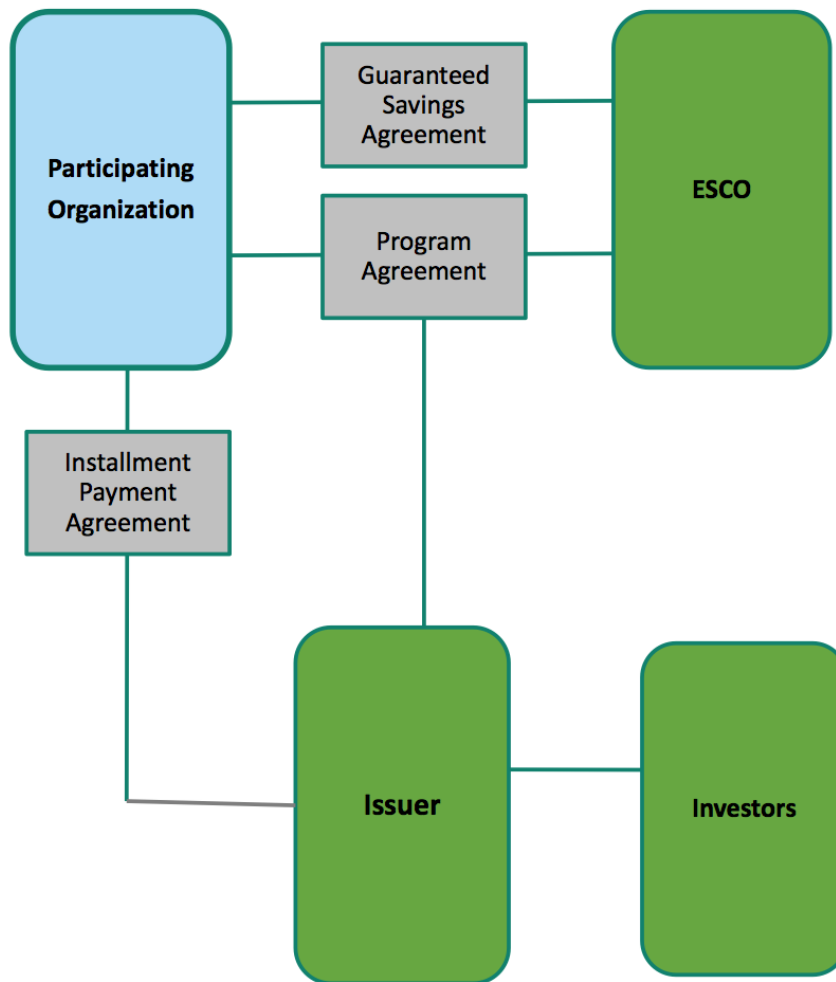 Participating
Organization
Guaranteed
Savings
Agreement
ESCO
Program
Agreement
Installment
Payment
Agreement
Issuer
Investors